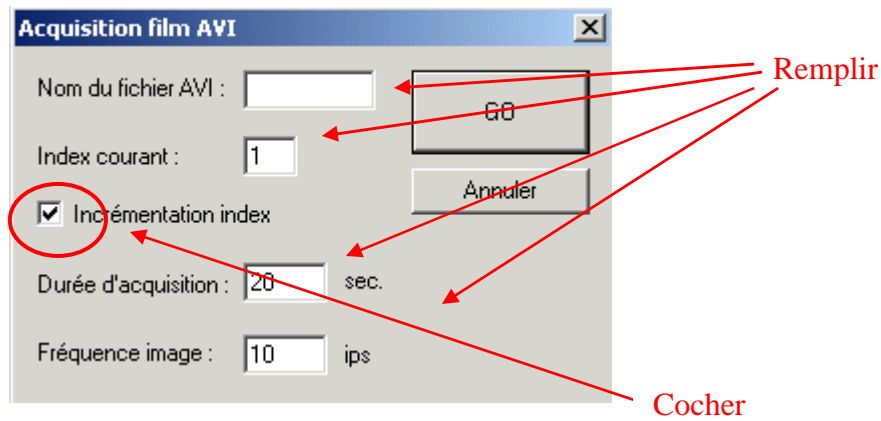 Acquisition film AVI
Remplir
Nom du fichier AVI :
GO
Index courant :
1
Annuler
Incrémentation index
Durée d'acquisition : 20 sec.
Fréquence image : 10 ips
Cocher